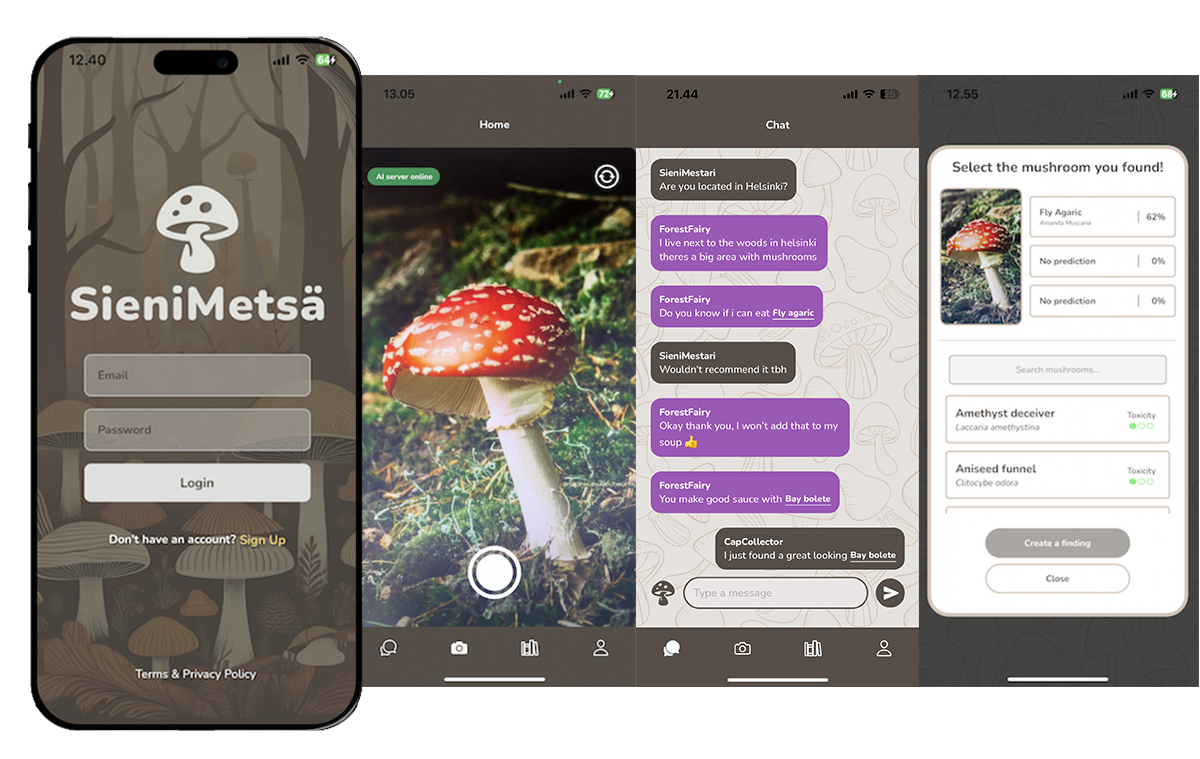 12.40
64
SieniMetsä
Email
Password
Login
Don't have an account? Sign Up
Terms & Privacy Policy
13.05
72
Home
AI server online
21.44
25
Chat
SieniMestari
Are you located in Helsinki?
ForestFairy
I live next to the woods in helsinki
theres a big area with mushrooms
ForestFairy
Do you know if i can eat Fly agaric
SieniMestari
Wouldn't recommend it tbh
ForestFairy
Okay thank you, I won't add that to my
soup 👍
ForestFairy
You make good sauce with Bay bolete
CapCollector
I just found a great looking Bay bolete
Type a message
12.55
68
Select the mushroom you found!
Fly Agaric
Amanita Muscaria
62%
No prediction
0%
No prediction
0%
Search mushrooms...
Amethyst deceiver
Laccaria amethystina
Toxicity
Aniseed funnel
Clitocybe odora
Toxicity
Create a finding
Close